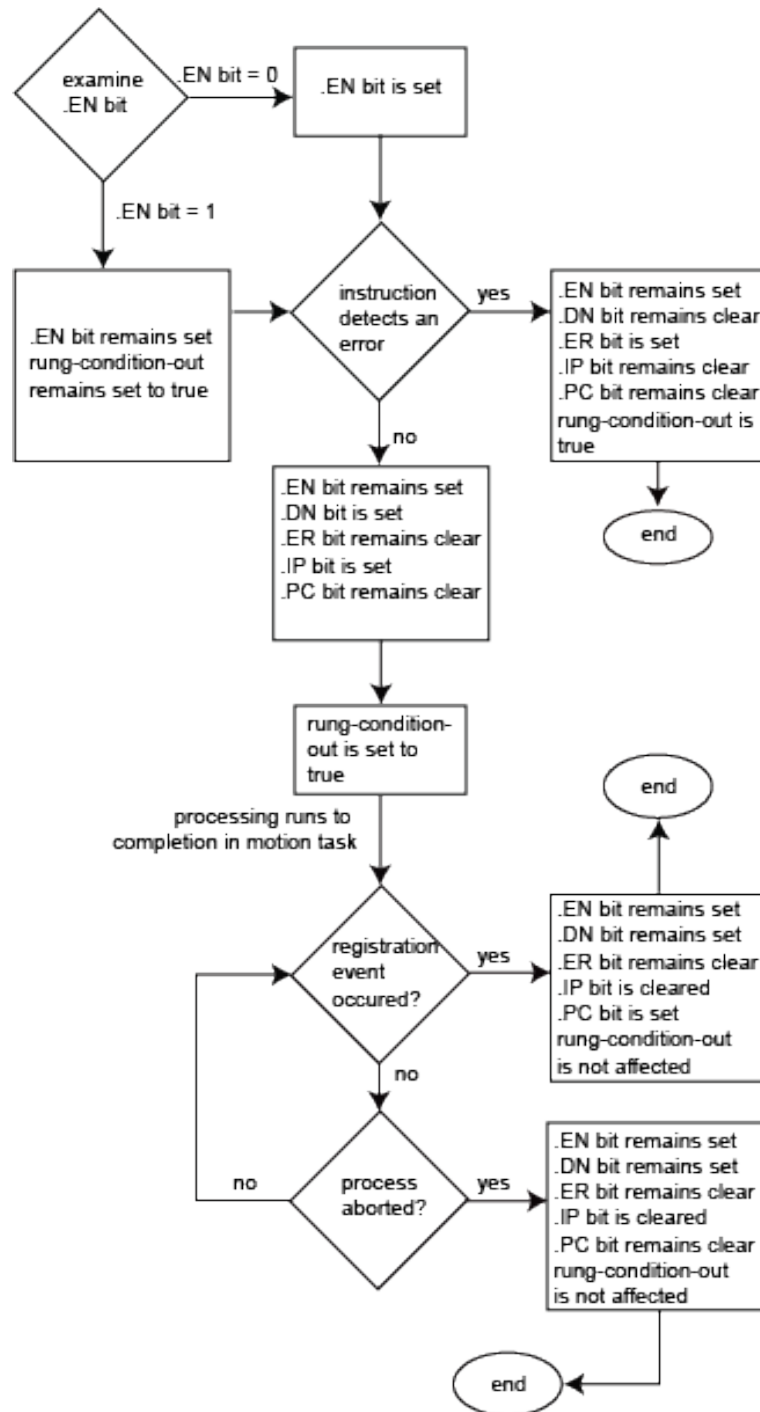 examine
.EN bit
.EN bit = 0
.EN bit is set
.EN bit = 1
.EN bit remains set
rung-condition-out
remains set to true
instruction
detects an
error
yes
.EN bit remains set
.DN bit remains clear
.ER bit is set
.IP bit remains clear
.PC bit remains clear
rung-condition-out is
true
end
no
.EN bit remains set
.DN bit is set
.ER bit remains clear
.IP bit is set
.PC bit remains clear
rung-condition-
out is set to
true
processing runs to
completion in motion task
registration
event
occured?
yes
.EN bit remains set
.DN bit remains set
.ER bit remains clear
.IP bit is cleared
.PC bit is set
rung-condition-out
is not affected
end
no
process
aborted?
no
yes
.EN bit remains set
.DN bit remains set
.ER bit remains clear
.IP bit is cleared
.PC bit remains clear
rung-condition-out
is not affected
end